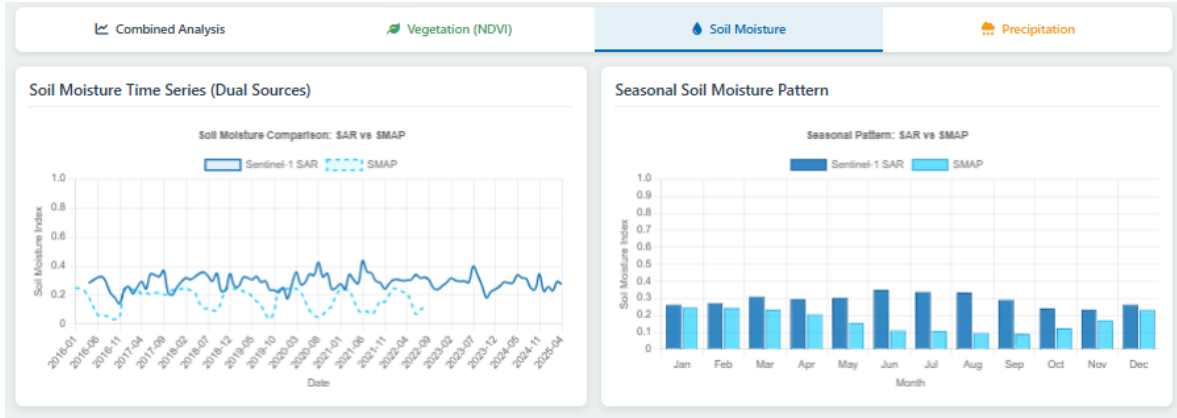 Combined Analysis
Vegetation (NDVI)
Soil Moisture
Precipitation
Soil Moisture Time Series (Dual Sources)
Soil Moisture Comparison: SAR vs SMAP
Sentinel-1 SAR
SMAP
1.0
0.8
0.6
0.4
0.2
0
Soil Moisture Index
2016-01
2016-06
2016-11
2017-04
2017-09
2018-02
2018-07
2018-12
2019-05
2019-10
2020-03
2020-08
2021-01
2021-06
2021-11
2022-04
2022-09
2023-02
2023-07
2023-12
2024-05
2024-11
2025-04
Date
Seasonal Soil Moisture Pattern
Seasonal Pattern: SAR vs SMAP
Sentinel-1 SAR
SMAP
1.0
0.9
0.8
0.7
0.6
0.5
0.4
0.3
0.2
0.1
0
Soil Moisture Index
Jan
Feb
Mar
Apr
May
Jun
Jul
Aug
Sep
Oct
Nov
Dec
Month